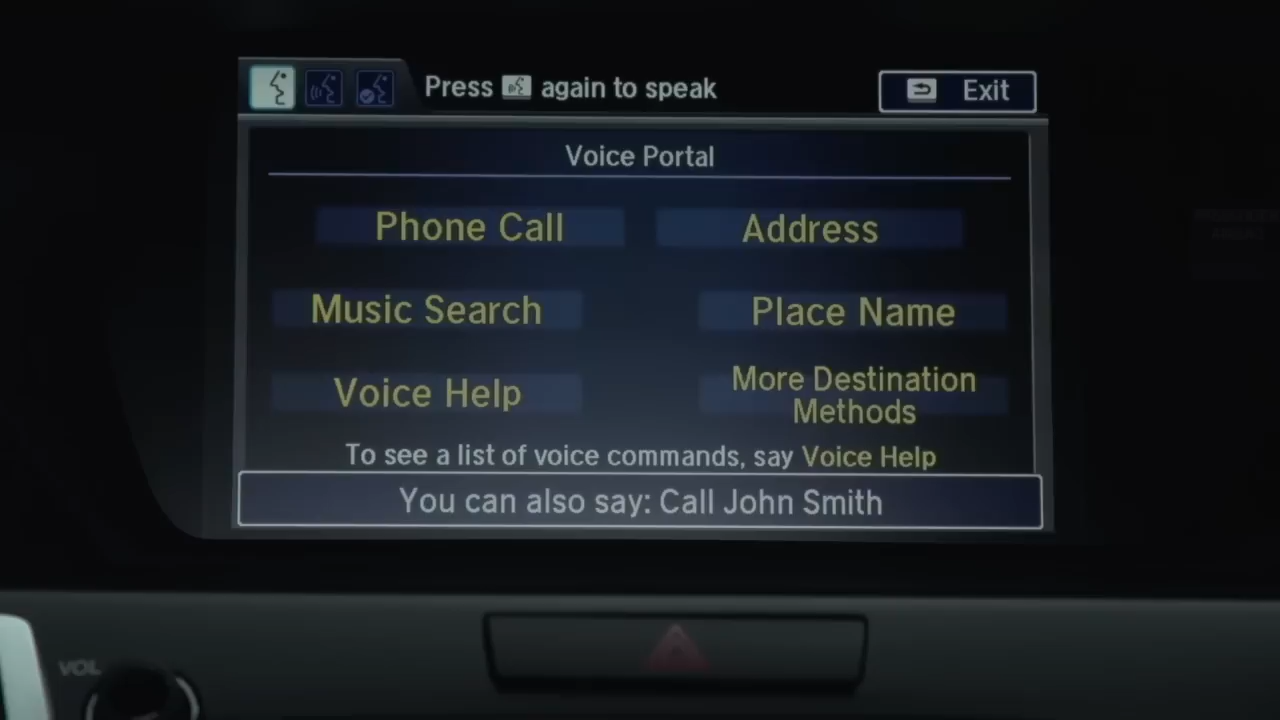 Press again to speak
Exit
Voice Portal
Phone Call
Address
Music Search
Place Name
Voice Help
More Destination
Methods
To see a list of voice commands, say Voice Help
You can also say: Call John Smith
VOL